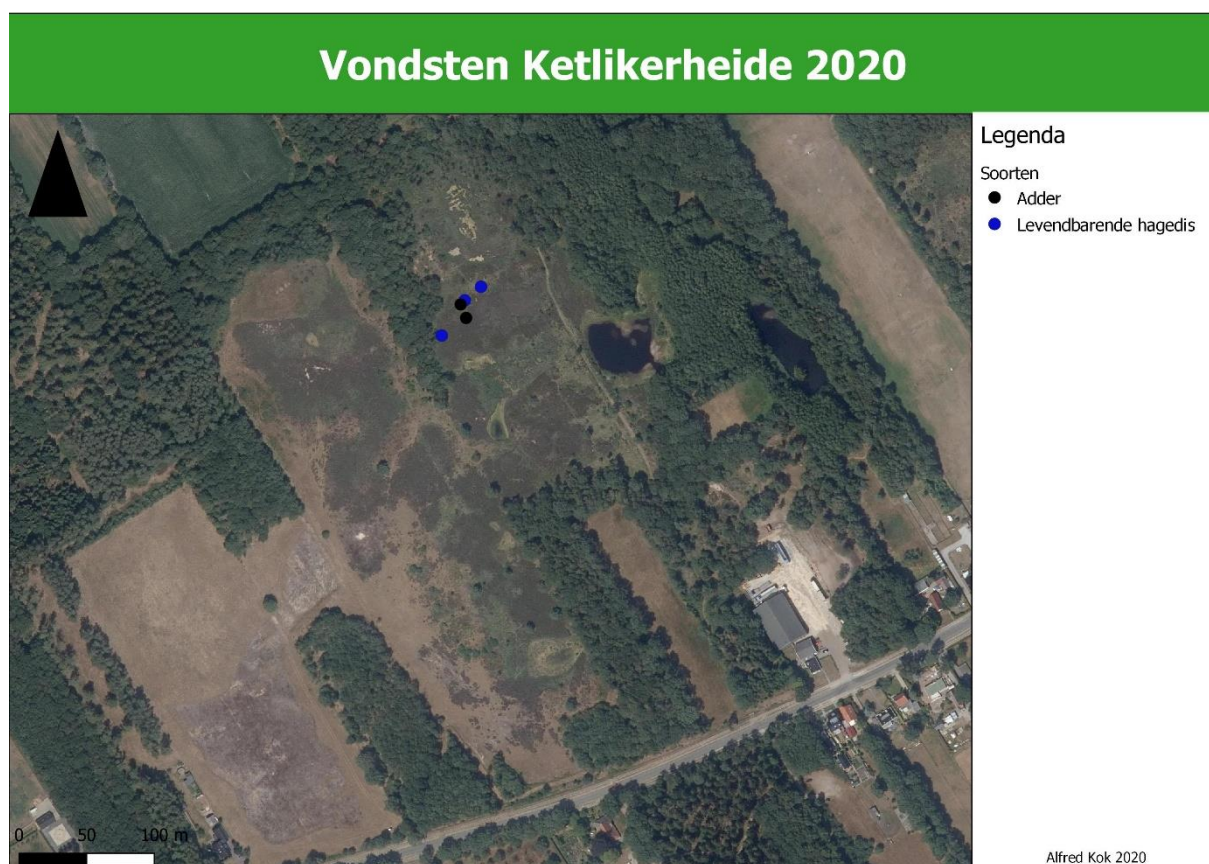 Vondsten Ketlikerheide 2020
Legenda
Soorten
Adder
Levendbarende hagedis
0 50 100 m
Alfred Kok 2020